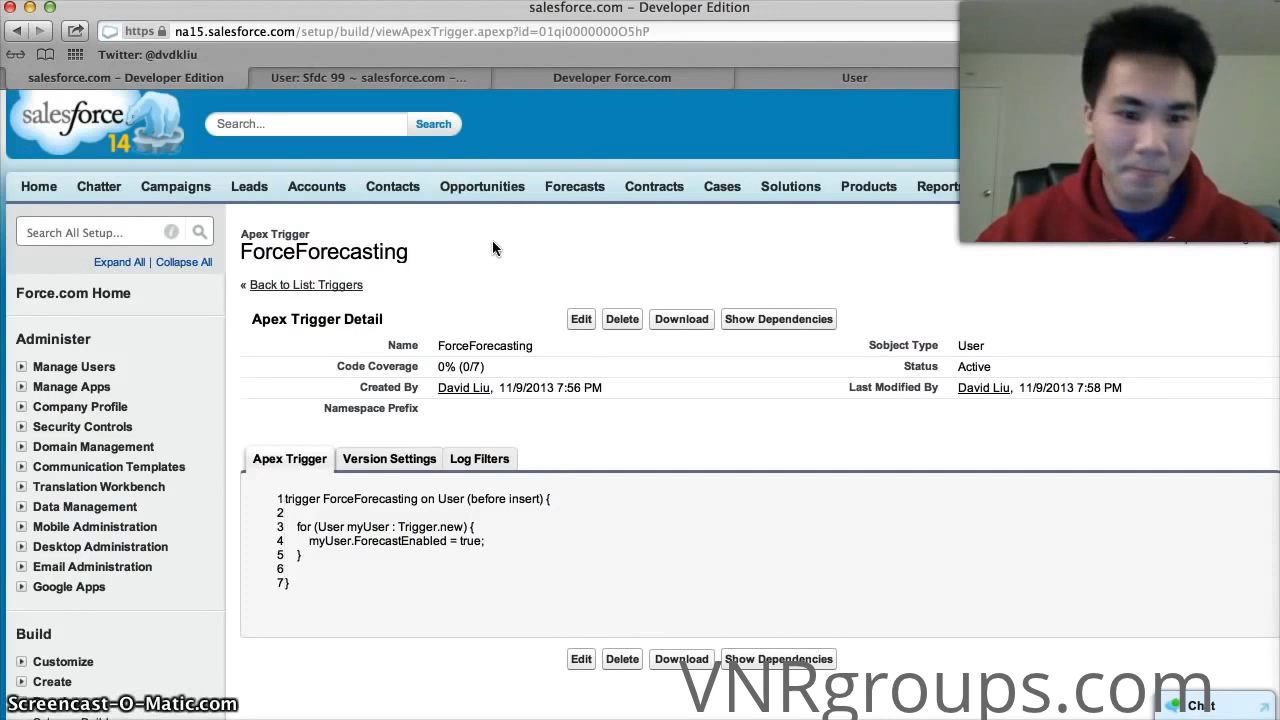 salesforce.com – Developer Edition
https na15.salesforce.com/setup/build/viewApexTrigger.apexp?id=01qi0000000O5hP
Twitter: @dvdkliu
salesforce.com – Developer Edition User: Sfdc 99 ~ salesforce.com –... Developer Force.com User
salesforce
14
Search... Search
Home Chatter Campaigns Leads Accounts Contacts Opportunities Forecasts Contracts Cases Solutions Products Reports
Search All Setup...
Expand All | Collapse All
Force.com Home
Administer
Manage Users
Manage Apps
Company Profile
Security Controls
Domain Management
Communication Templates
Translation Workbench
Data Management
Mobile Administration
Desktop Administration
Email Administration
Google Apps
Build
Customize
Create
Apex Trigger
ForceForecasting
« Back to List: Triggers
Apex Trigger Detail Edit Delete Download Show Dependencies
Name ForceForecasting Sobject Type User
Code Coverage 0% (0/7) Status Active
Created By David Liu, 11/9/2013 7:56 PM Last Modified By David Liu, 11/9/2013 7:58 PM
Namespace Prefix
Apex Trigger Version Settings Log Filters
1 trigger ForceForecasting on User (before insert) {
2
3 for (User myUser : Trigger.new) {
4 myUser.ForecastEnabled = true;
5 }
6
7 }
Edit Delete Download Show Dependencies
VNRgroups.com
Chat
Screencast-O-Matic.com